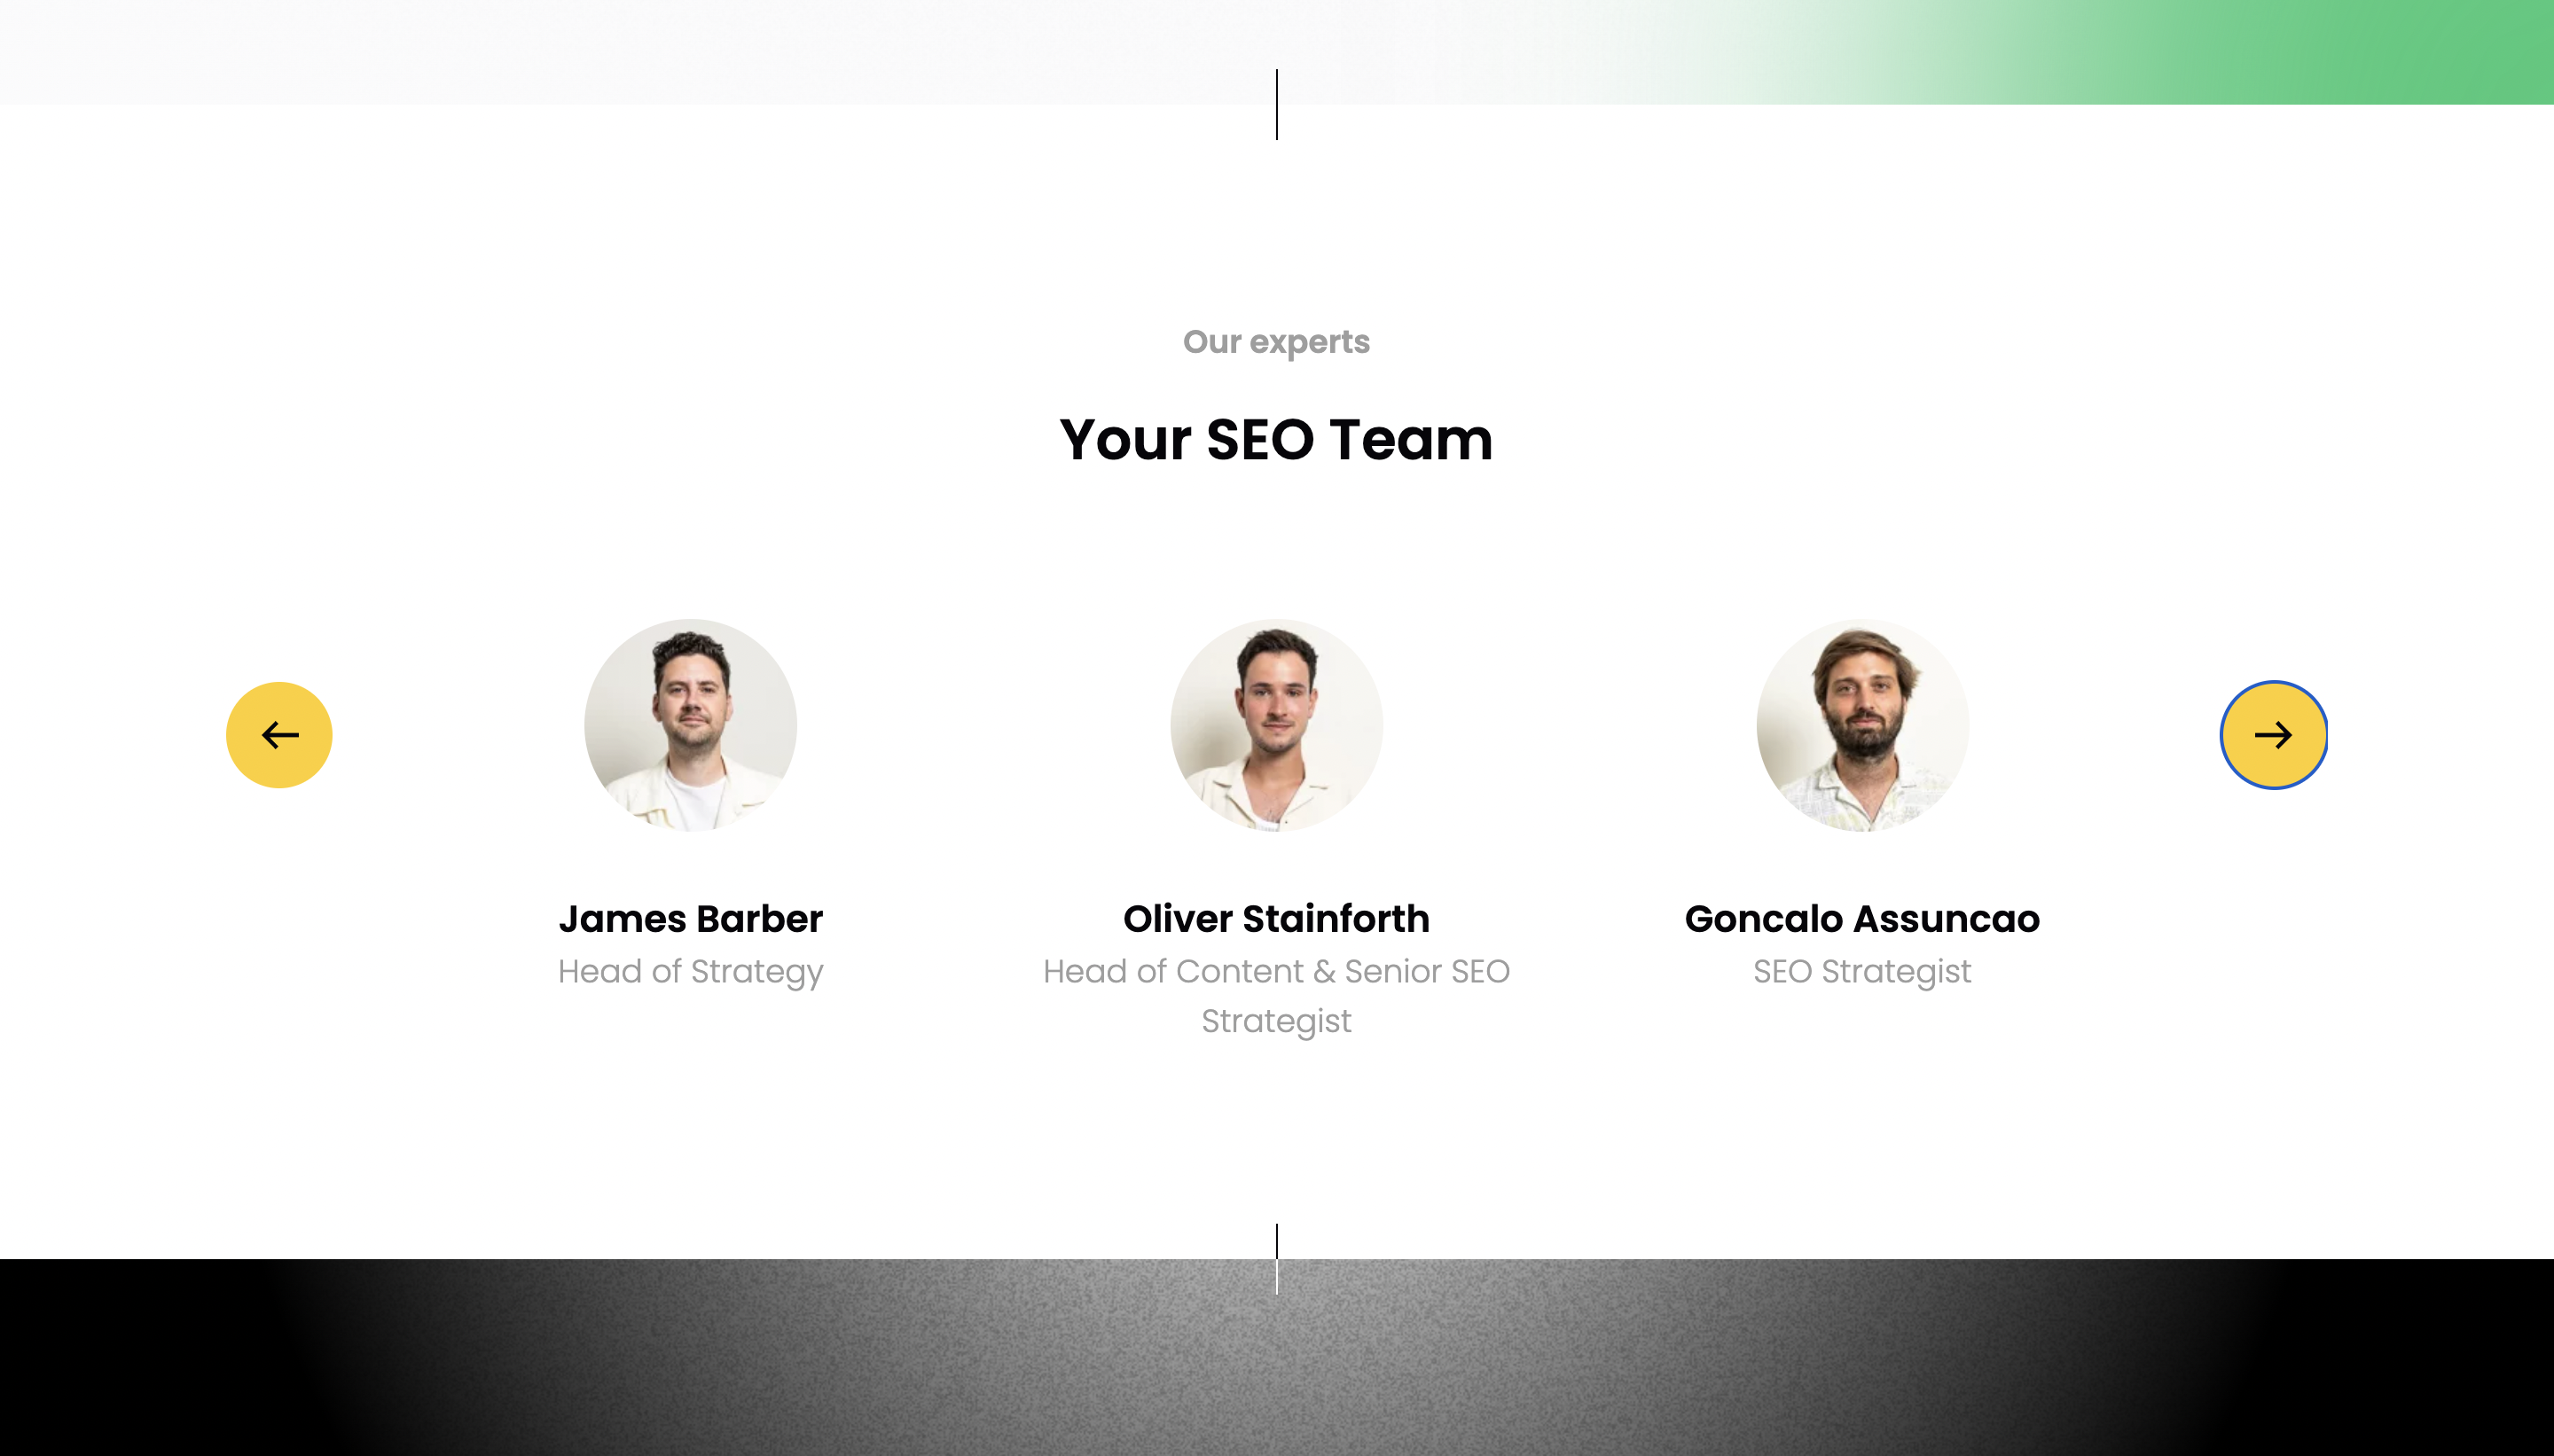 Our experts
Your SEO Team
James Barber
Head of Strategy
Oliver Stainforth
Head of Content & Senior SEO
Strategist
Goncalo Assuncao
SEO Strategist